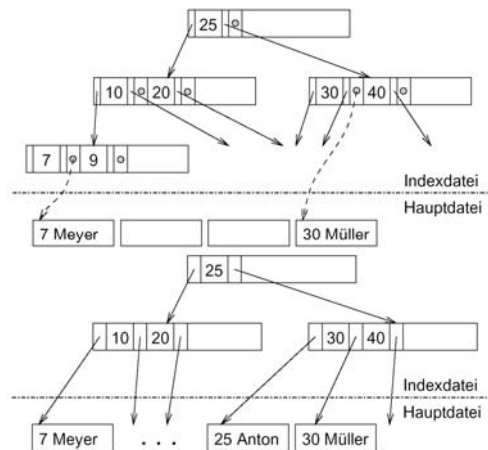 25
10 20 30 40
7 9
Indexdatei
Hauptdatei
7 Meyer 30 Müller
25
10 20 30 40
Indexdatei
Hauptdatei
7 Meyer . . . 25 Anton 30 Müller